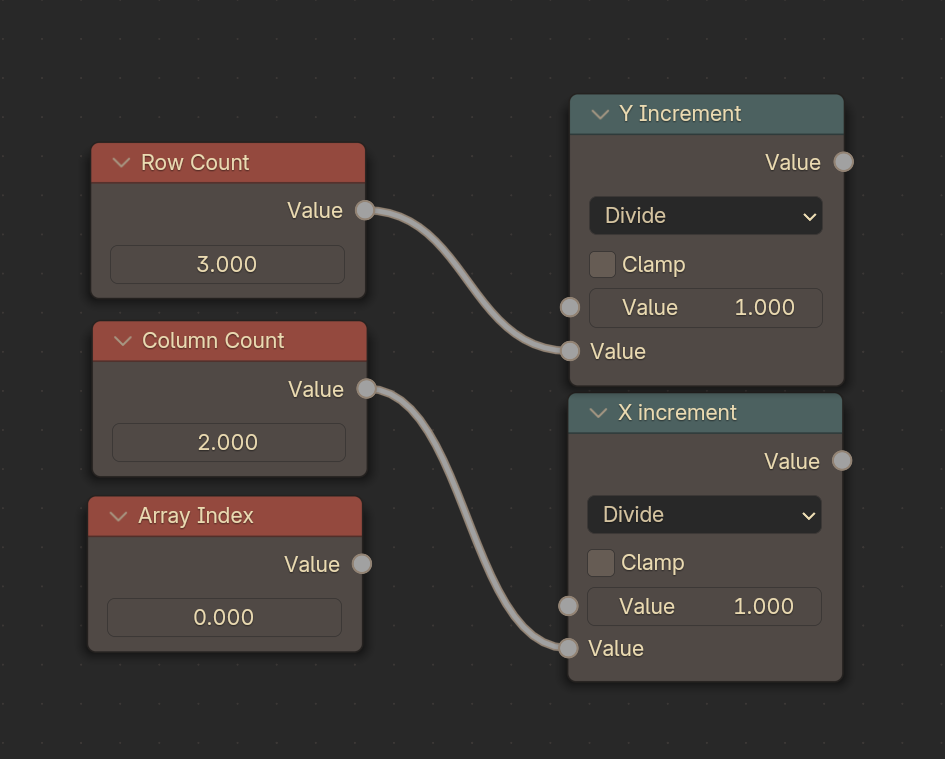 Row Count
Value
3.000
Column Count
Value
2.000
Array Index
Value
0.000
Y Increment
Value
Divide
Clamp
Value 1.000
Value
X increment
Value
Divide
Clamp
Value 1.000
Value